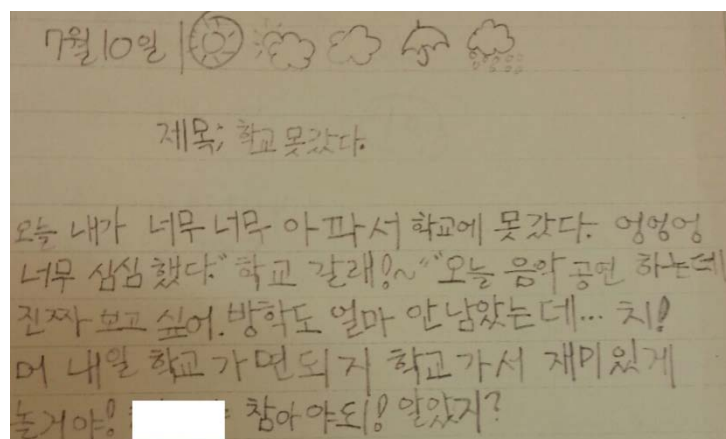 7월 10일
제목; 학교 못갔다.
오늘 내가 너무 너무 아파서 학교에 못갔다. 엉엉엉
너무 심심했다." 학교 갈래!~" "오늘 음악 공연 하는데
진짜 보고 싶어. 방학도 얼마 안 남았는데... 치!
머 내일 학교가면되지 학교가서 재미있게
놀거야! 참아야되! 알았지?